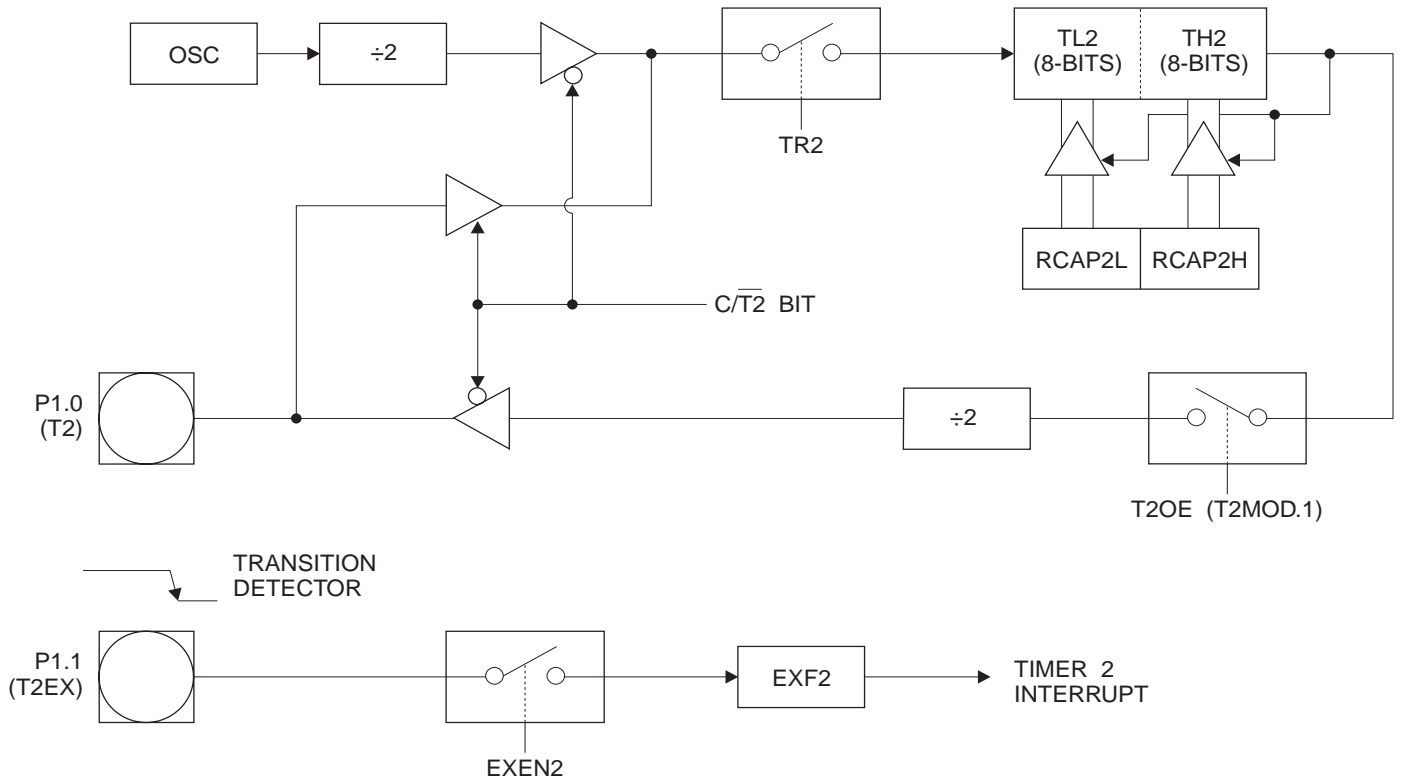 OSC
÷2
TR2
TL2
(8-BITS)
TH2
(8-BITS)
RCAP2L
RCAP2H
C/T̅2̅ BIT
P1.0
(T2)
÷2
T2OE (T2MOD.1)
TRANSITION
DETECTOR
P1.1
(T2EX)
EXEN2
EXF2
TIMER 2
INTERRUPT